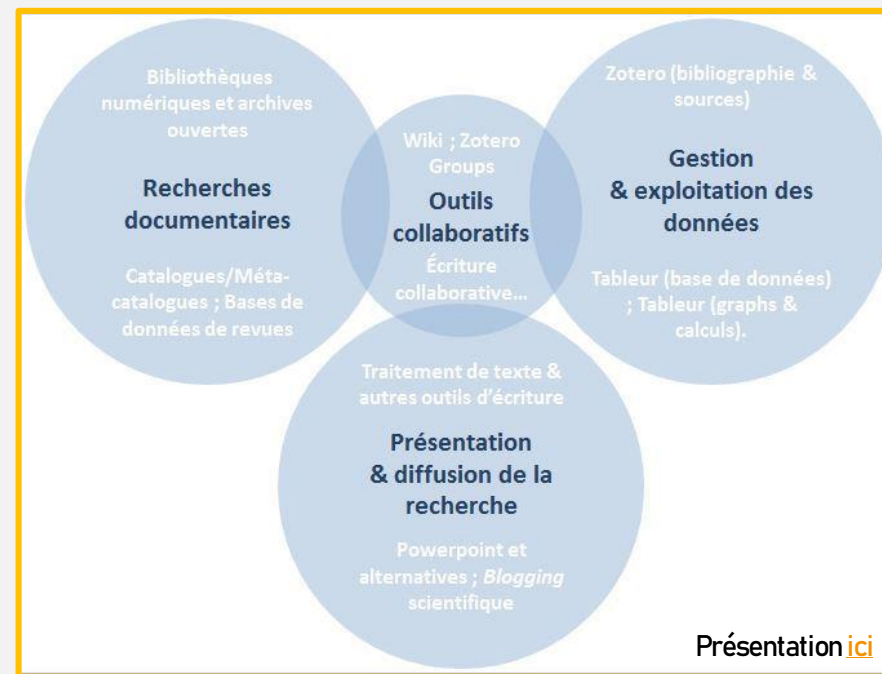 Bibliothèques
numériques et archives
ouvertes
Recherches
documentaires
Catalogues/Méta-
catalogues ; Bases de
données de revues
Wiki ; Zotero
Groups
Outils
collaboratifs
Écriture
collaborative…
Zotero (bibliographie &
sources)
Gestion
& exploitation des
données
Tableur (base de données)
; Tableur (graphs &
calculs).
Traitement de texte &
autres outils d’écriture
Présentation
& diffusion de la
recherche
Powerpoint et
alternatives ; Blogging
scientifique
Présentation ici